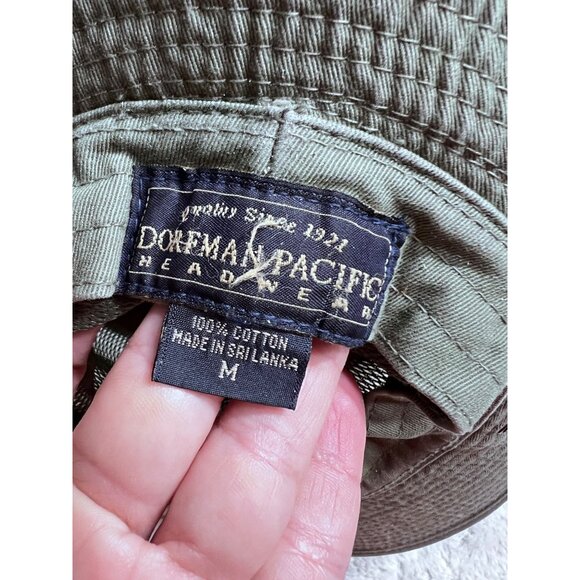 Quality Since 1921
DORFMAN PACIFIC
HEADWEAR
100% COTTON
MADE IN SRI LANKA
M